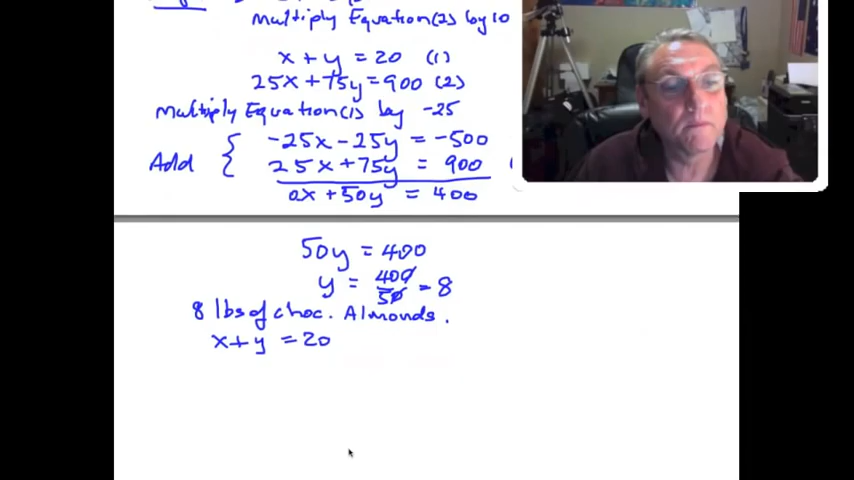 Multiply Equation(2) by 10
x + y = 20 (1)
25x + 75y = 900 (2)
Multiply Equation(1) by -25
-25x - 25y = -500
Add { 25x + 75y = 900
0x + 50y = 400
50y = 400
y = 400/50 = 8
8 lbs of choc. Almonds.
x + y = 20